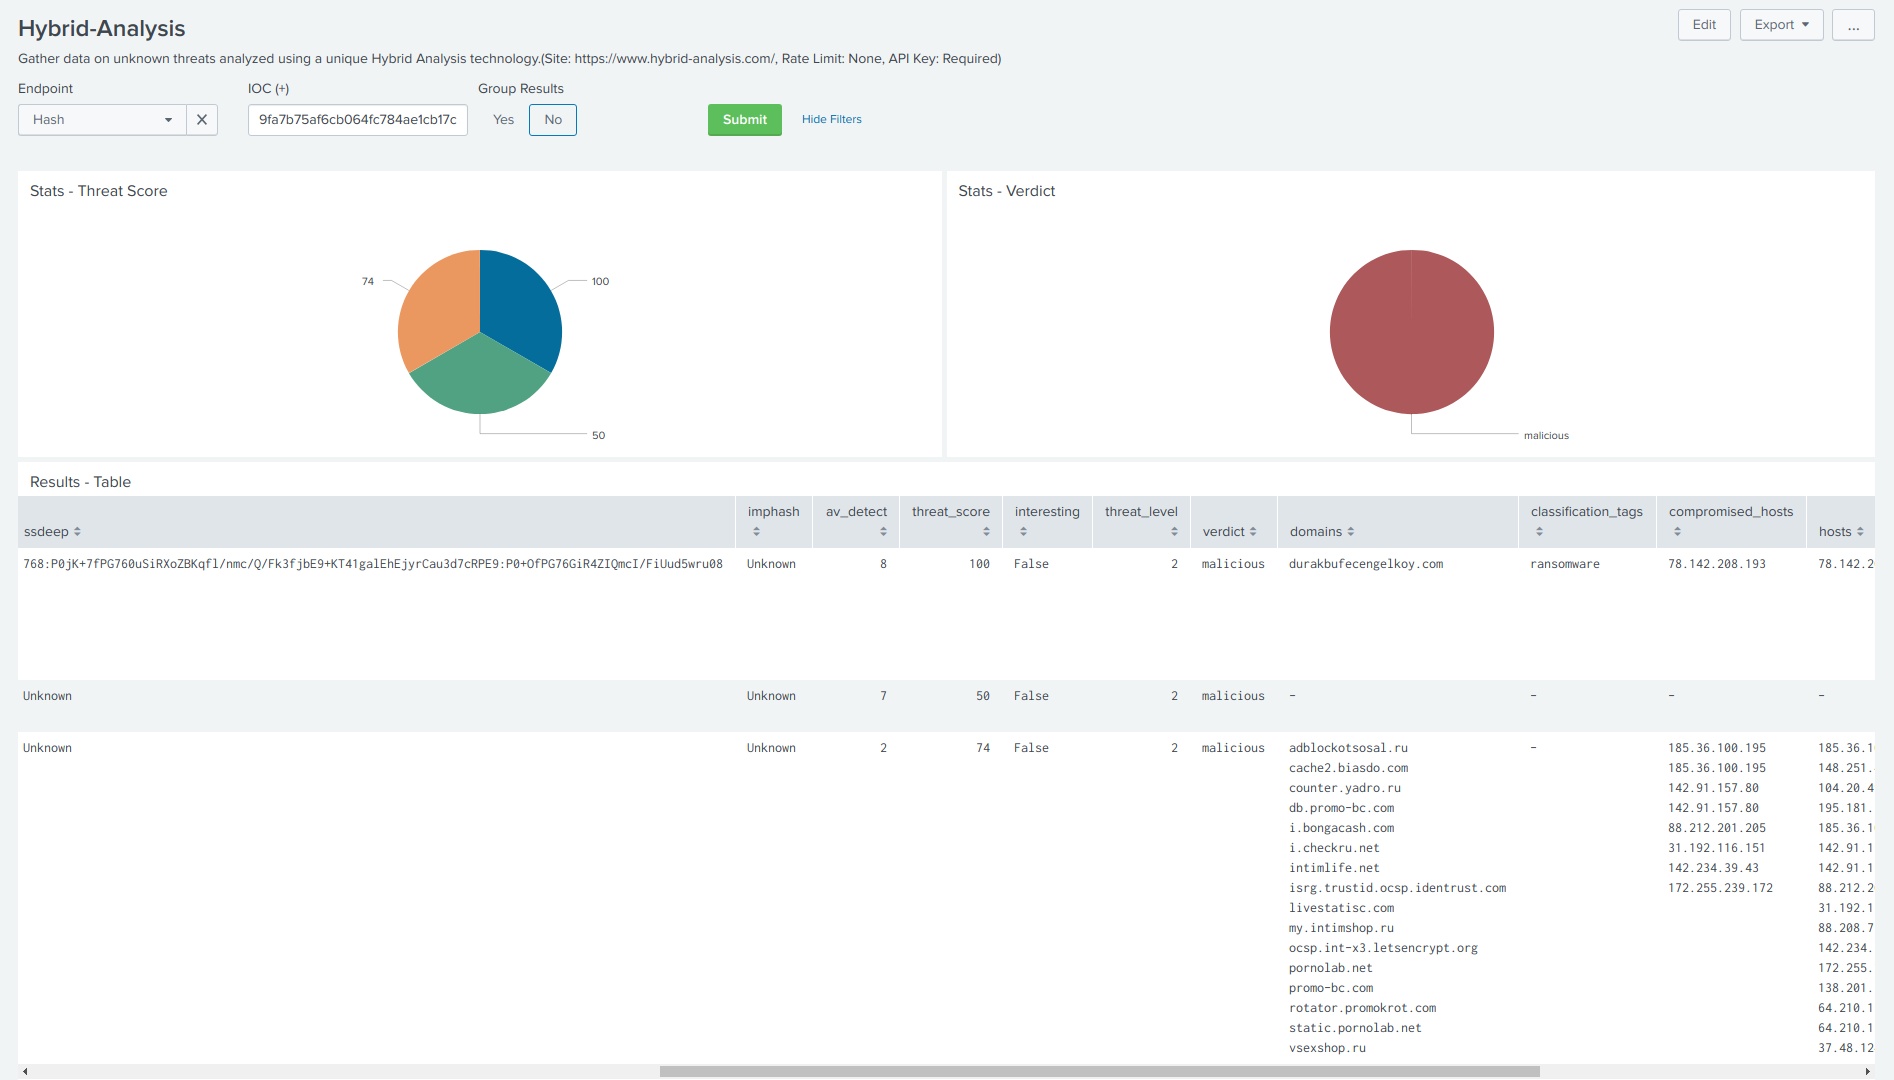 Hybrid-Analysis
Edit
Export
...
Gather data on unknown threats analyzed using a unique Hybrid Analysis technology.(Site: https://www.hybrid-analysis.com/, Rate Limit: None, API Key: Required)
Endpoint
IOC (+)
Group Results
Hash
9fa7b75af6cb064fc784ae1cb17c
Yes
No
Submit
Hide Filters
Stats - Threat Score
74
100
50
Stats - Verdict
malicious
Results - Table
ssdeep imphash av_detect threat_score interesting threat_level verdict domains classification_tags compromised_hosts hosts
768:P0jK+7fPG760uSiRXoZBKqfl/nmc/Q/Fk3fjbE9+KT41galEhEjyrCau3d7cRPE9:P0+OfPG76GiR4ZIQmcI/FiUud5wru08 Unknown 8 100 False 2 malicious durakbufecengelkoy.com ransomware 78.142.208.193 78.142.2
Unknown Unknown 7 50 False 2 malicious - - - -
Unknown Unknown 2 74 False 2 malicious adblockotsosal.ru - 185.36.100.195 185.36.1
cache2.biasdo.com 185.36.100.195 148.251.
counter.yadro.ru 142.91.157.80 104.20.4
db.promo-bc.com 142.91.157.80 195.181.
i.bongacash.com 88.212.201.205 185.36.1
i.checkru.net 31.192.116.151 142.91.1
intimlife.net 142.234.39.43 142.91.1
isrg.trustid.ocsp.identrust.com 172.255.239.172 88.212.2
livestatisc.com 31.192.1
my.intimshop.ru 88.208.7
ocsp.int-x3.letsencrypt.org 142.234.
pornolab.net 172.255.
promo-bc.com 138.201.
rotator.promokrot.com 64.210.1
static.pornolab.net 64.210.1
vsexshop.ru 37.48.12